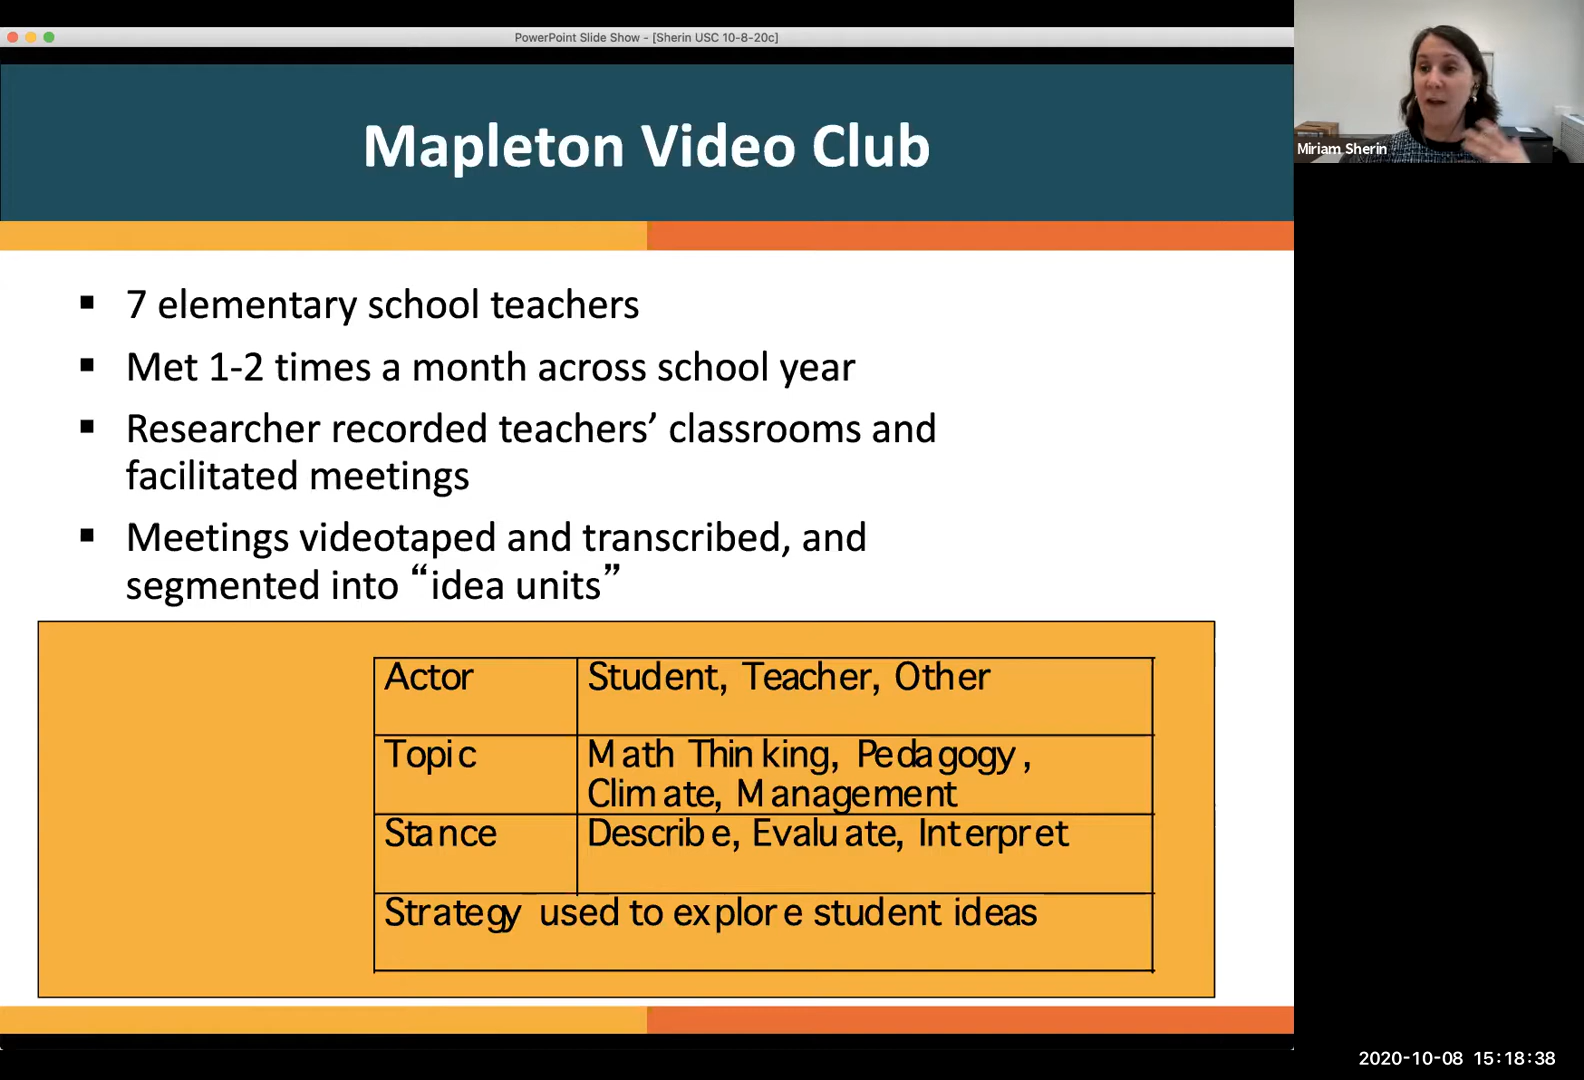 PowerPoint Slide Show - [Sherin USC 10-8-20c]
Mapleton Video Club
Miriam Sherin
▪ 7 elementary school teachers
▪ Met 1-2 times a month across school year
▪ Researcher recorded teachers’ classrooms and
facilitated meetings
▪ Meetings videotaped and transcribed, and
segmented into “idea units”
Actor Student, Teacher, Other
Topic Math Thinking, Pedagogy,
Climate, Management
Stance Describe, Evaluate, Interpret
Strategy used to explore student ideas
2020-10-08 15:18:38